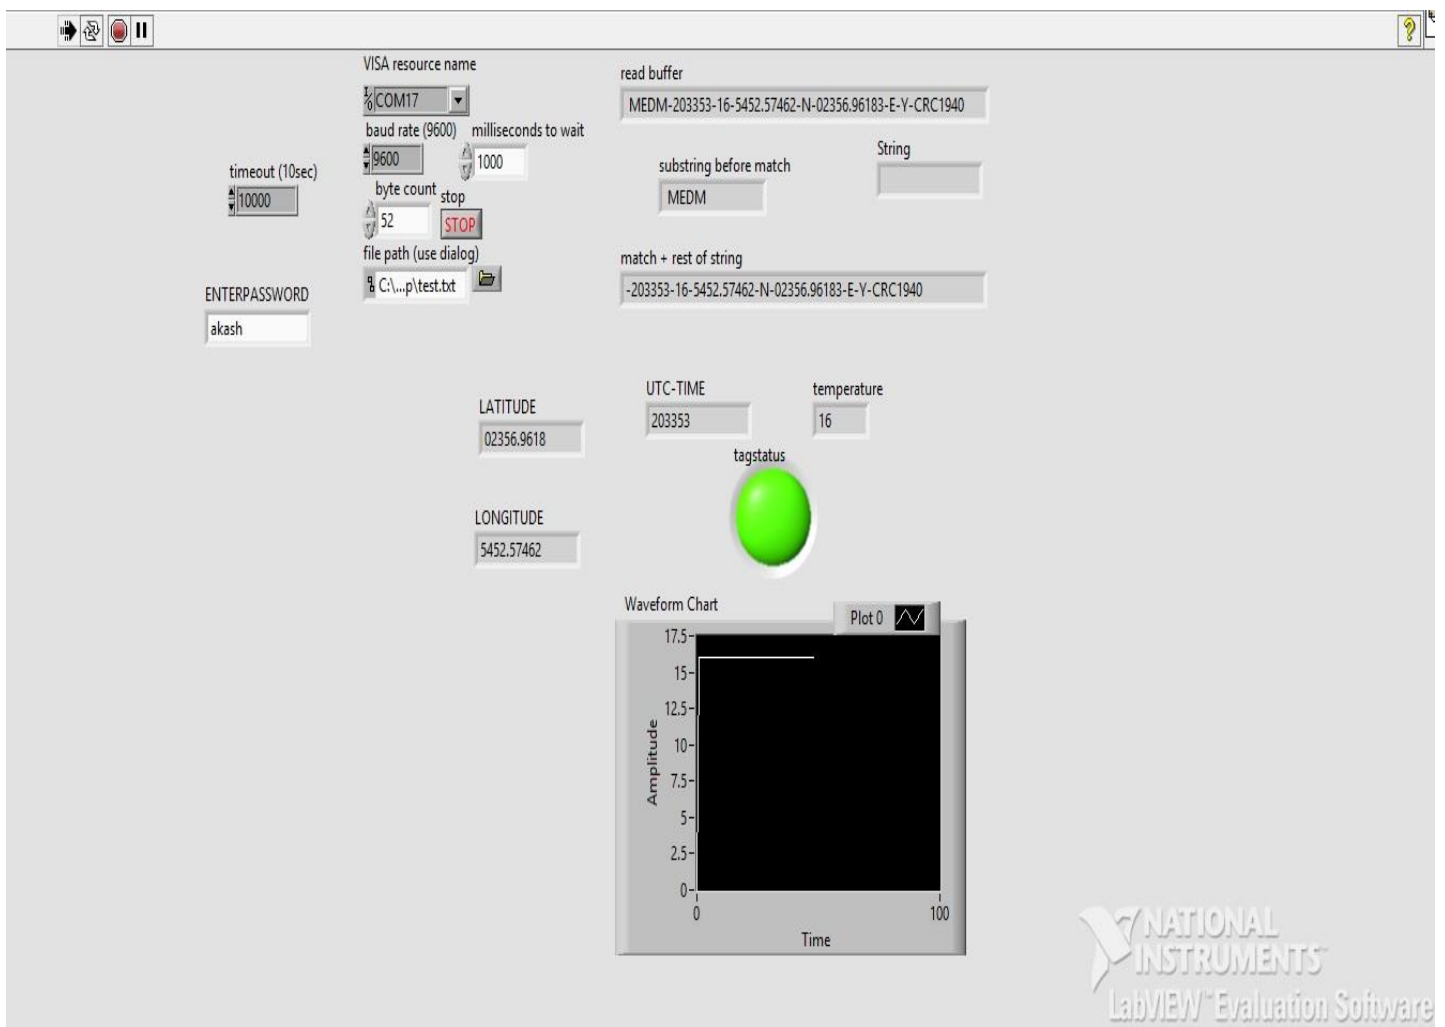 VISA resource name
COM17
baud rate (9600)
9600
milliseconds to wait
1000
timeout (10sec)
10000
byte count
52
stop
STOP
file path (use dialog)
C:\...p\test.txt
ENTERPASSWORD
akash
read buffer
MEDM-203353-16-5452.57462-N-02356.96183-E-Y-CRC1940
substring before match
MEDM
String
match + rest of string
-203353-16-5452.57462-N-02356.96183-E-Y-CRC1940
LATITUDE
02356.9618
UTC-TIME
203353
temperature
16
tagstatus
LONGITUDE
5452.57462
Waveform Chart
Plot 0
17.5
15
12.5
10
7.5
5
2.5
0
Amplitude
0
100
Time
NATIONAL
INSTRUMENTS™
LabVIEW™ Evaluation Software